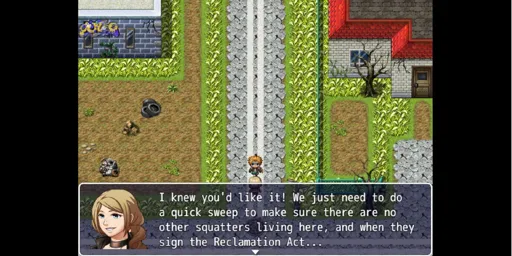 I knew you'd like it! We just need to do
a quick sweep to make sure there are no
other squatters living here, and when they
sign the Reclamation Act...